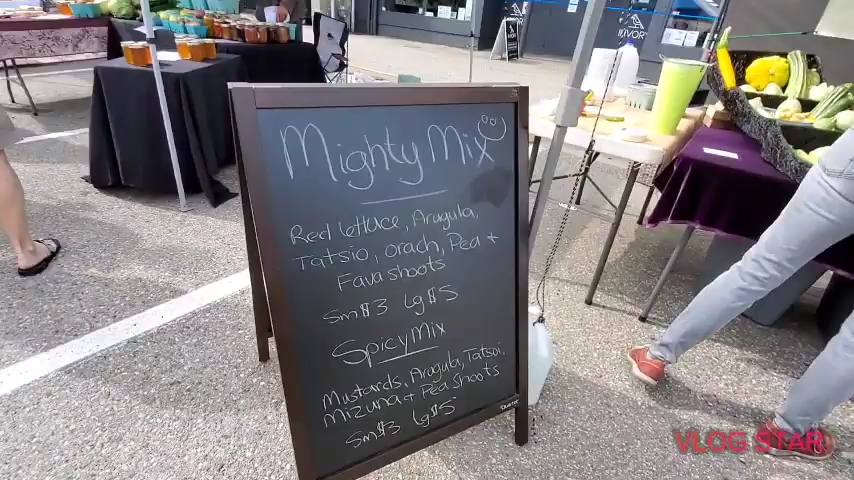 Mighty Mix
Red lettuce, Arugula,
Tatsio, orach, Pea +
Fava shoots
Sm $3 Lg $5
Spicy Mix
Mustards, Arugula, Tatsoi,
Mizuna + Pea Shoots
Sm $3 lg $5
VLOG STAR